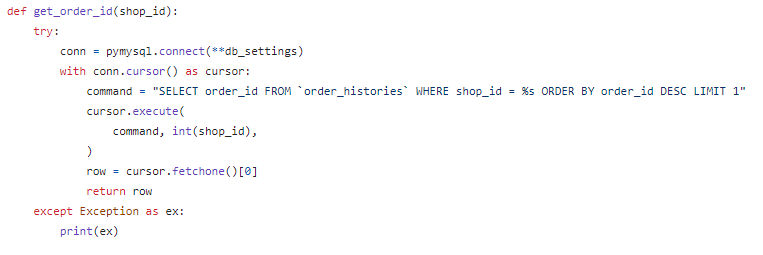 def get_order_id(shop_id):
    try:
        conn = pymysql.connect(**db_settings)
        with conn.cursor() as cursor:
            command = "SELECT order_id FROM `order_histories` WHERE shop_id = %s ORDER BY order_id DESC LIMIT 1"
            cursor.execute(
                command, int(shop_id),
            )
            row = cursor.fetchone()[0]
            return row
    except Exception as ex:
        print(ex)